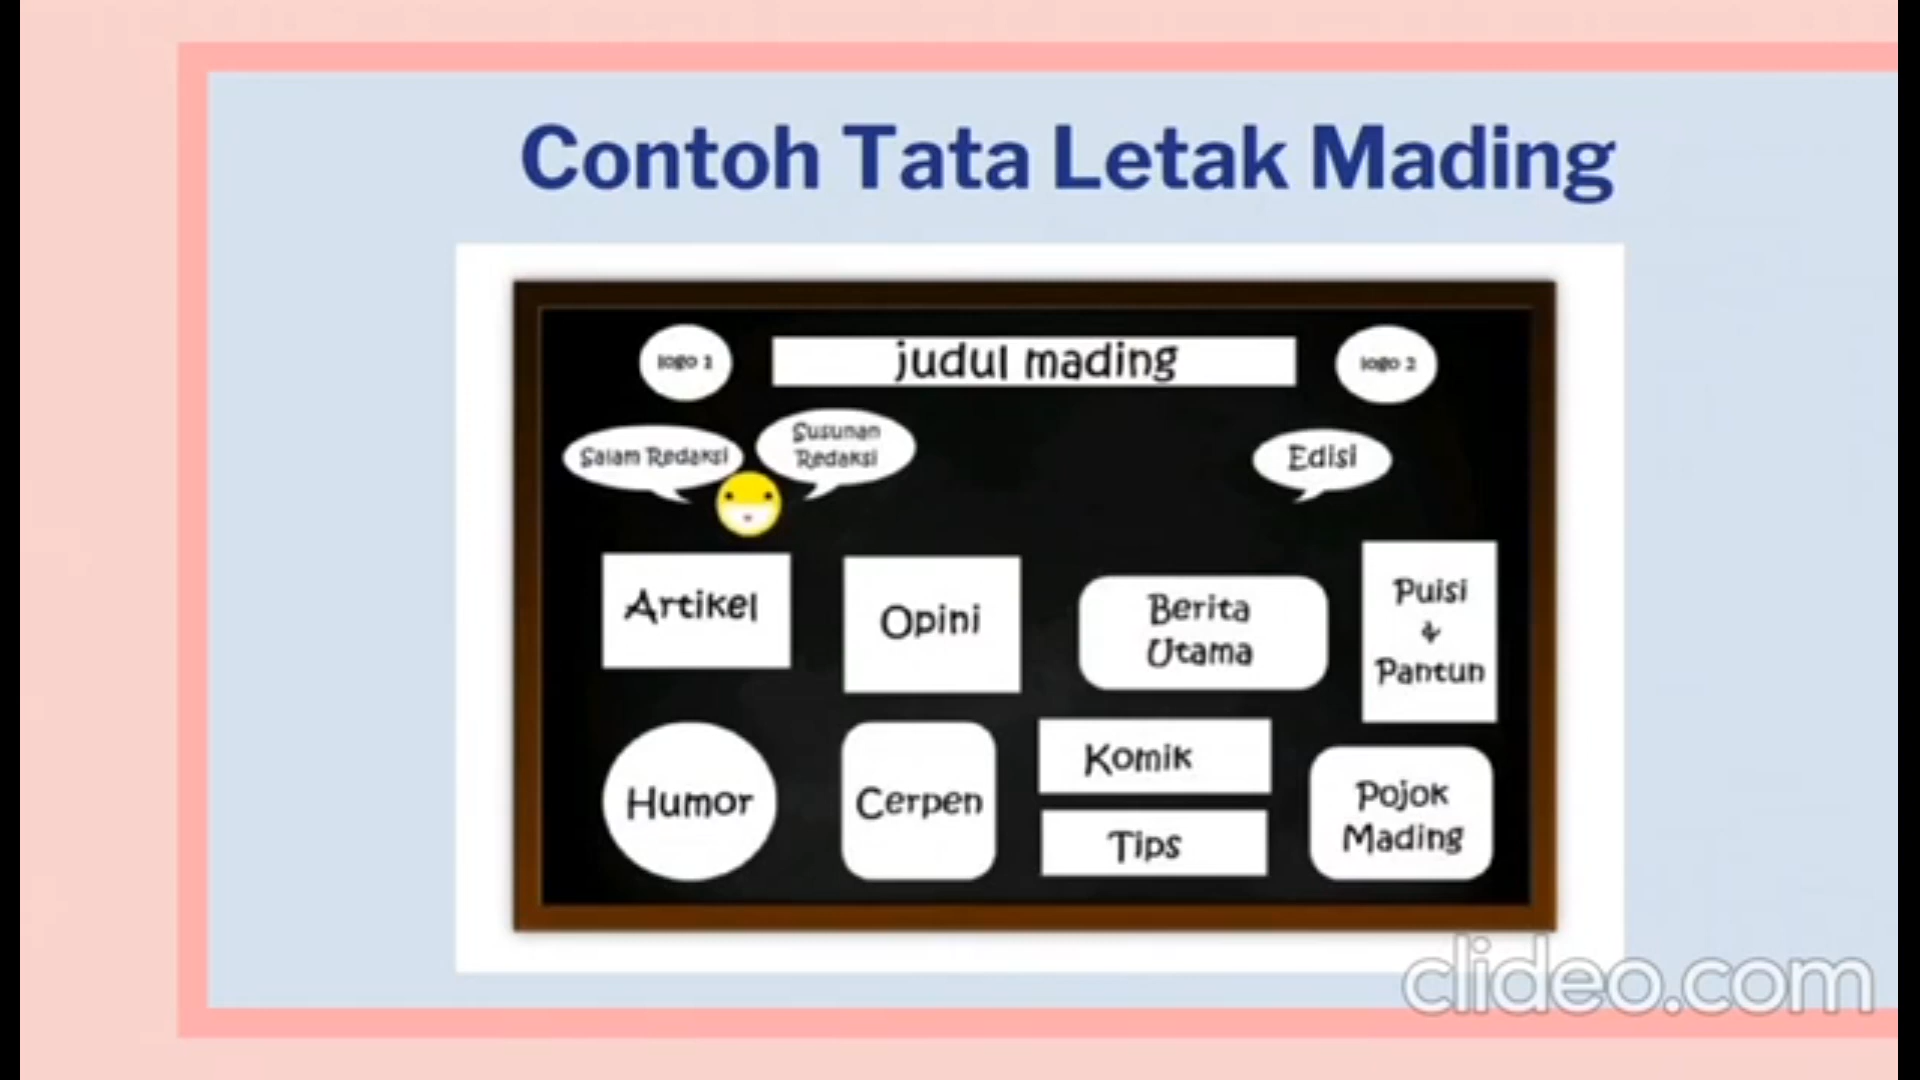 Contoh Tata Letak Mading
logo 1
judul mading
logo 2
Salam Redaksi
Susunan
Redaksi
Edisi
Artikel
Opini
Berita
Utama
Puisi
&
Pantun
Humor
Cerpen
Komik
Tips
Pojok
Mading
clideo.com